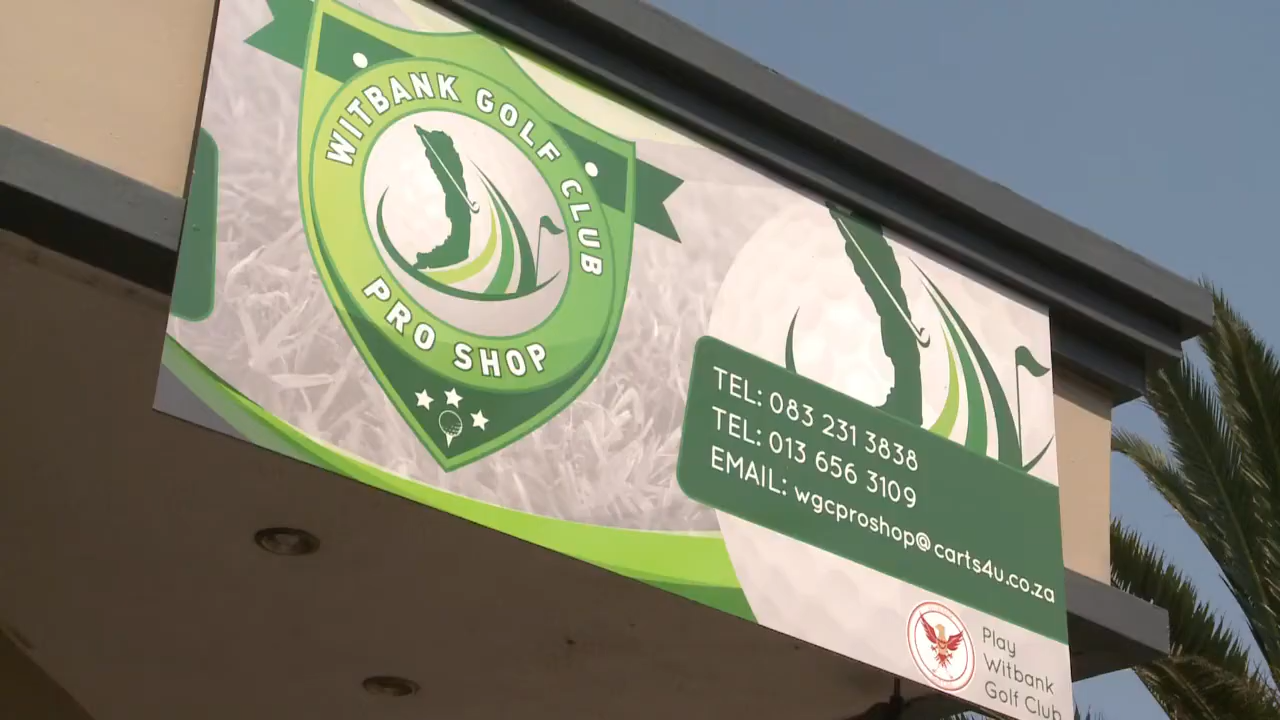 WITBANK GOLF CLUB
PRO SHOP
TEL: 083 231 3838
TEL: 013 656 3109
EMAIL: wgcproshop@carts4u.co.za
Play
Witbank
Golf Club